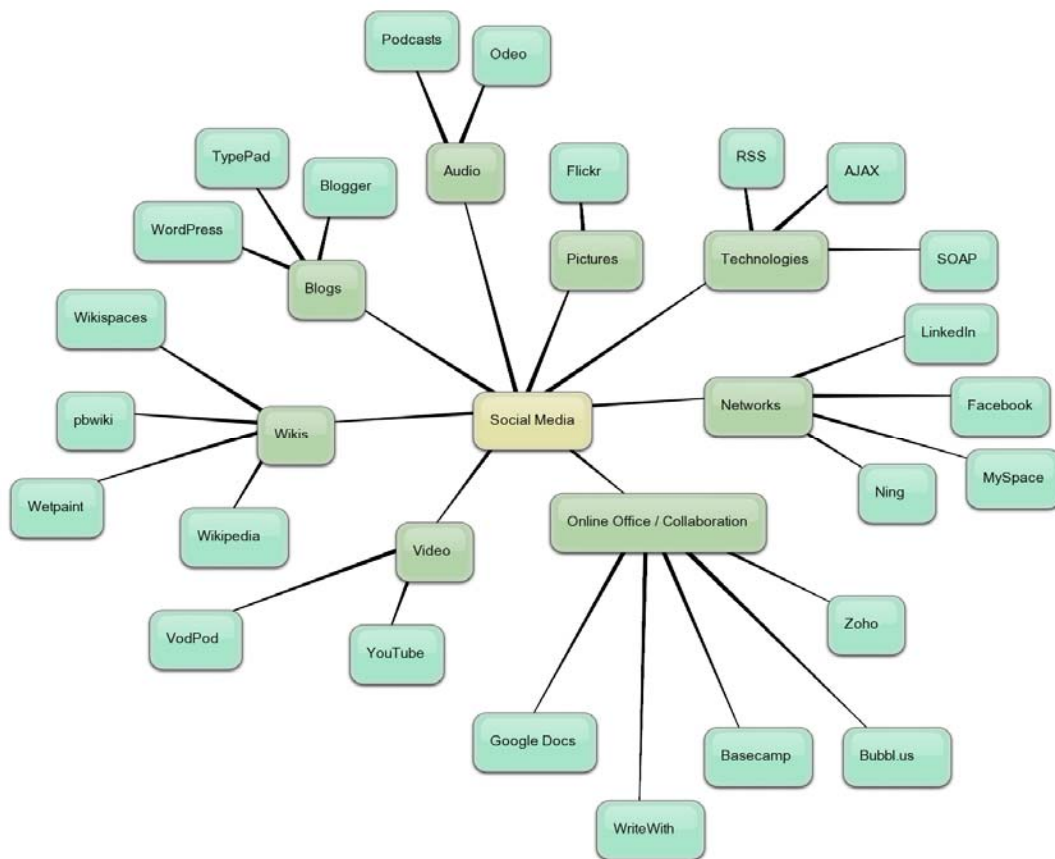 Podcasts
Odeo
TypePad
Blogger
Audio
Flickr
RSS
AJAX
WordPress
Blogs
Pictures
Technologies
SOAP
Wikispaces
LinkedIn
pbwiki
Wikis
Social Media
Networks
Facebook
Wetpaint
Wikipedia
Video
Online Office / Collaboration
Ning
MySpace
VodPod
YouTube
Zoho
Google Docs
Basecamp
Bubbl.us
WriteWith